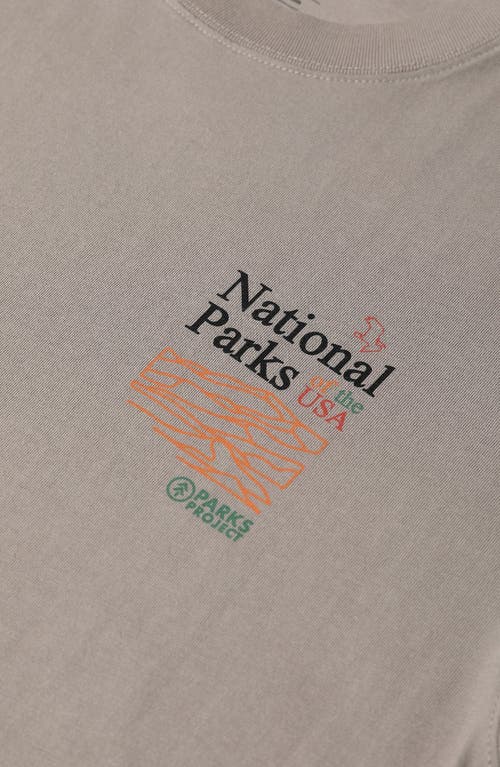 National
Parks of the
USA
PARKS
PROJECT